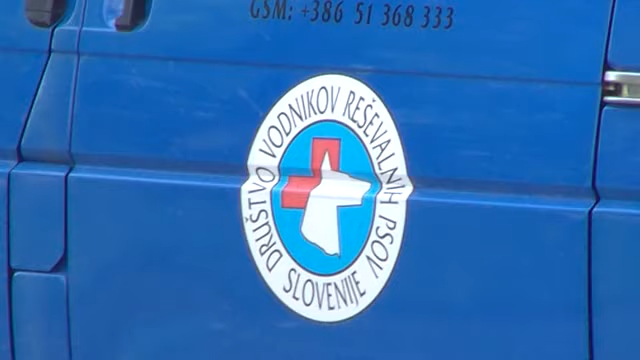 GSM: +386 51 368 333
DRUŠTVO VODNIKOV REŠEVALNIH PSOV
SLOVENIJE